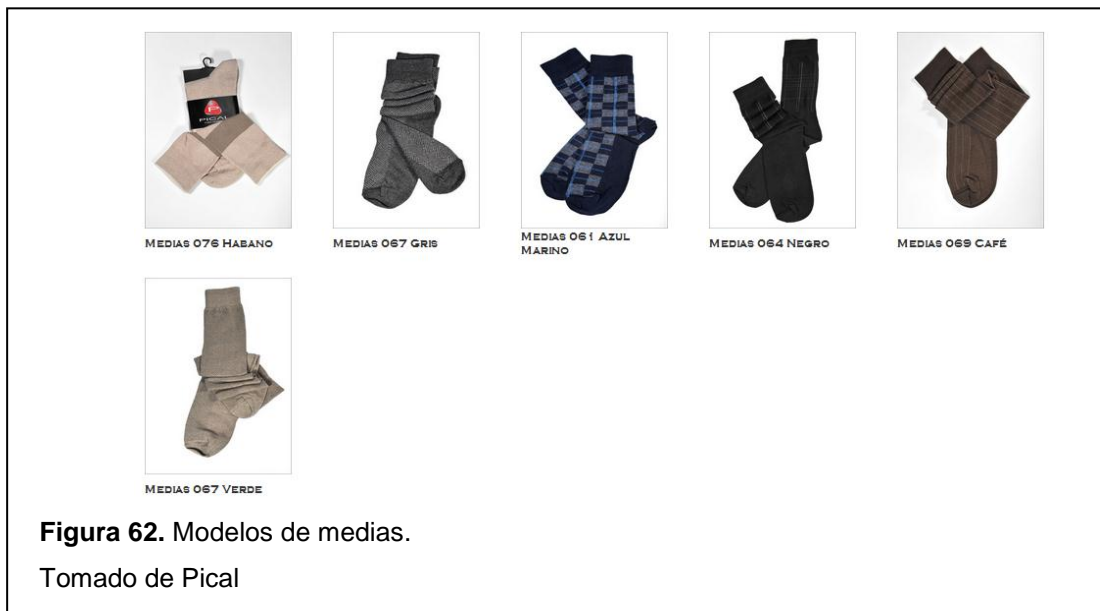 PICAL
MEDIAS 076 HABANO
MEDIAS 067 GRIS
MEDIAS 061 AZUL
MARINO
MEDIAS 064 NEGRO
MEDIAS 069 CAFÉ
MEDIAS 067 VERDE
Figura 62. Modelos de medias.
Tomado de Pical